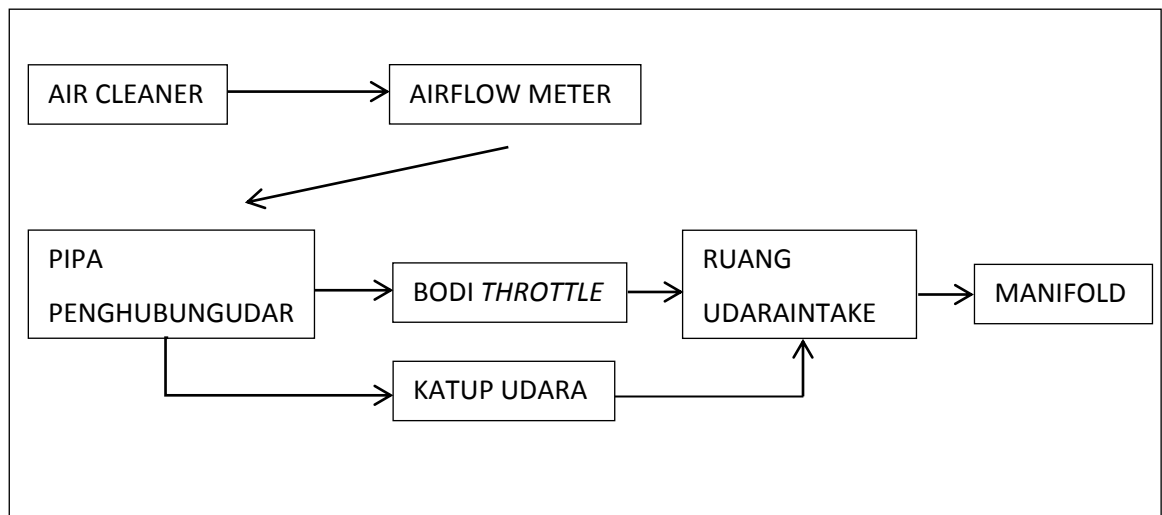 AIR CLEANER
AIRFLOW METER
PIPA
PENGHUBUNGUDAR
BODI THROTTLE
RUANG
UDARAINTAKE
MANIFOLD
KATUP UDARA